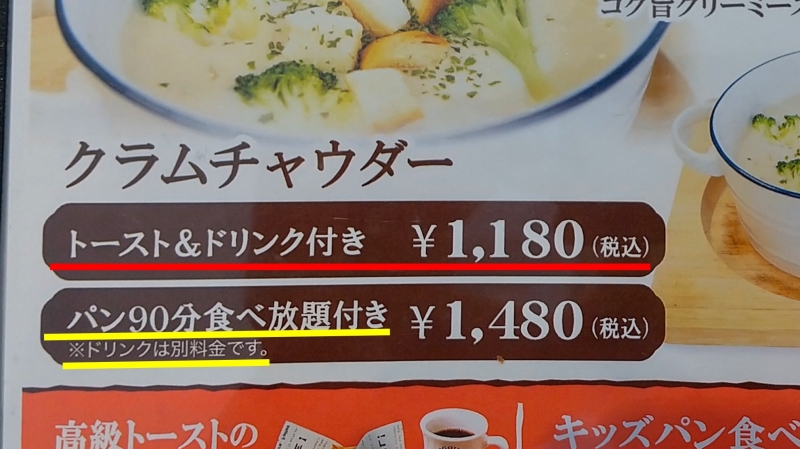 コク旨クリーミース
クラムチャウダー
トースト&ドリンク付き ¥1,180(税込)
パン90分食べ放題付き ¥1,480(税込)
※ドリンクは別料金です。
高級トーストの
キッズパン食べ